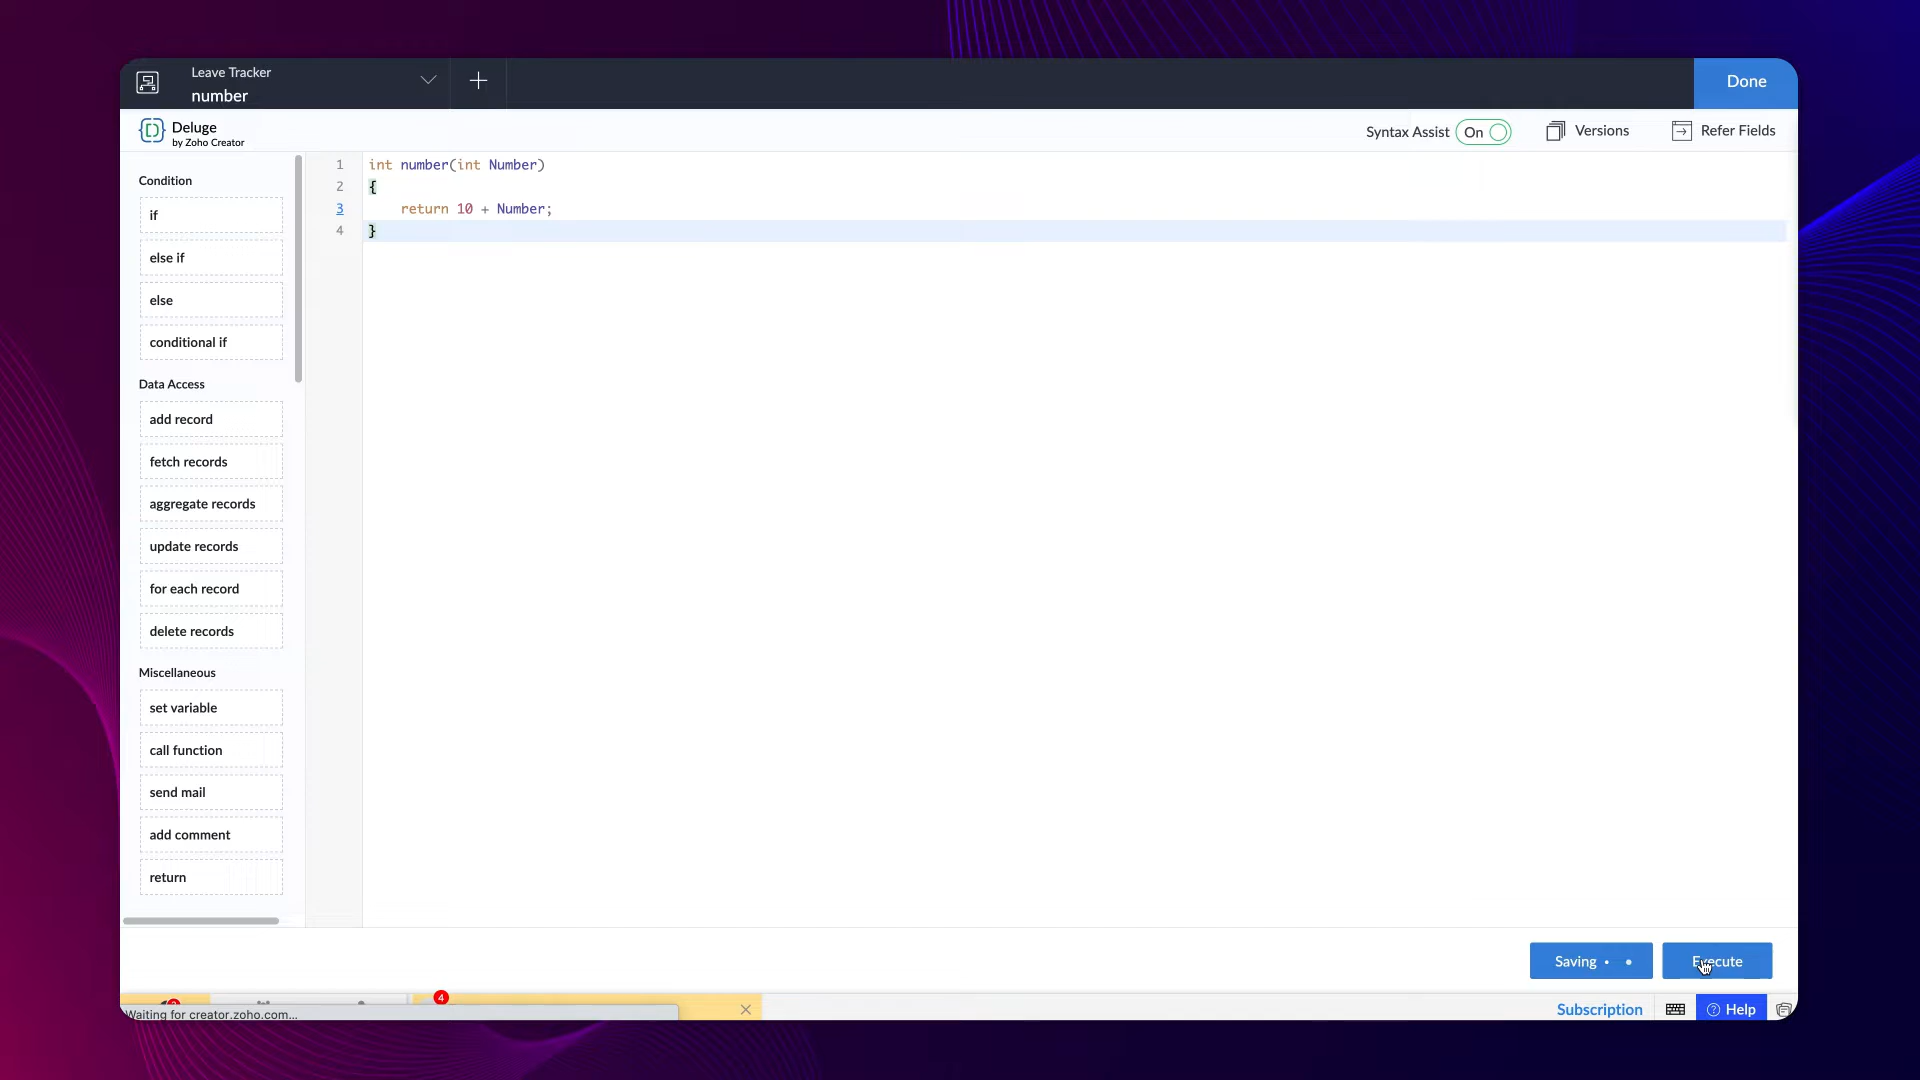 Leave Tracker
number
Done
Deluge
by Zoho Creator
Syntax Assist On
Versions
Refer Fields
Condition
if
else if
else
conditional if
Data Access
add record
fetch records
aggregate records
update records
for each record
delete records
Miscellaneous
set variable
call function
send mail
add comment
return
1 int number(int Number)
2 {
3 return 10 + Number;
4 }
Saving
Execute
4
Waiting for creator.zoho.com...
Subscription
Help